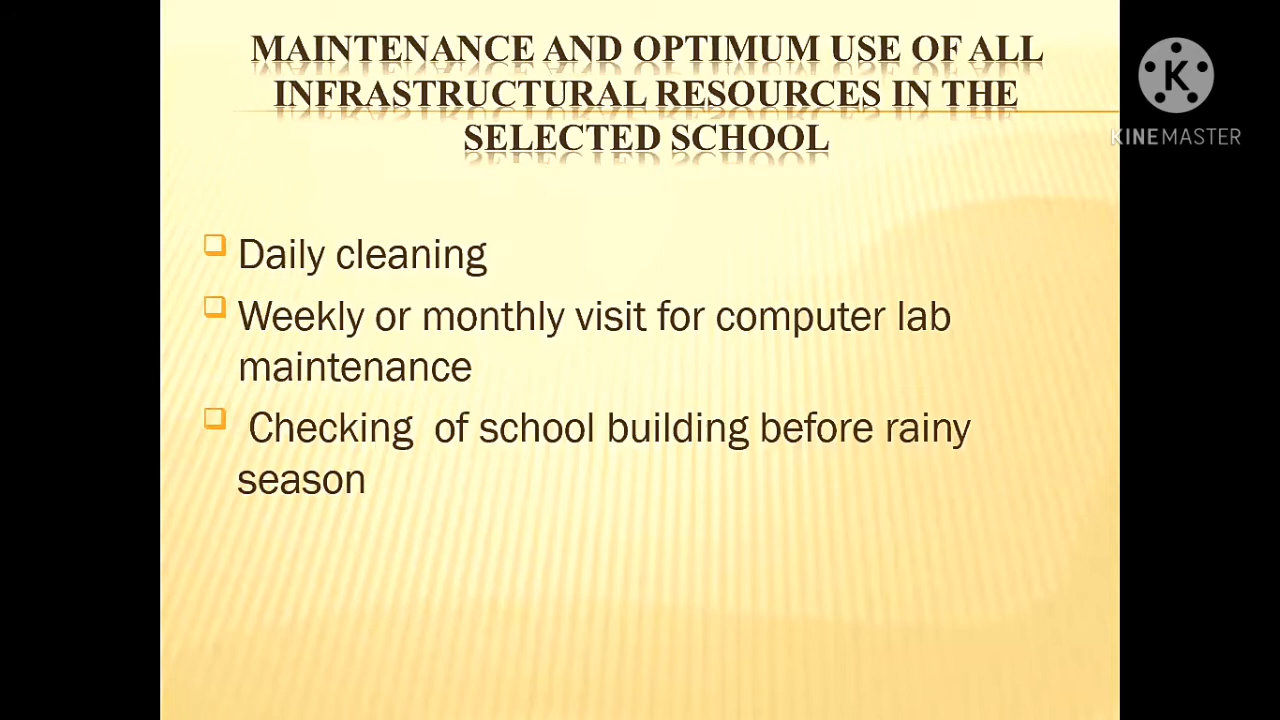 MAINTENANCE AND OPTIMUM USE OF ALL
INFRASTRUCTURAL RESOURCES IN THE
SELECTED SCHOOL
K
KINEMASTER
Daily cleaning
Weekly or monthly visit for computer lab
maintenance
Checking of school building before rainy
season